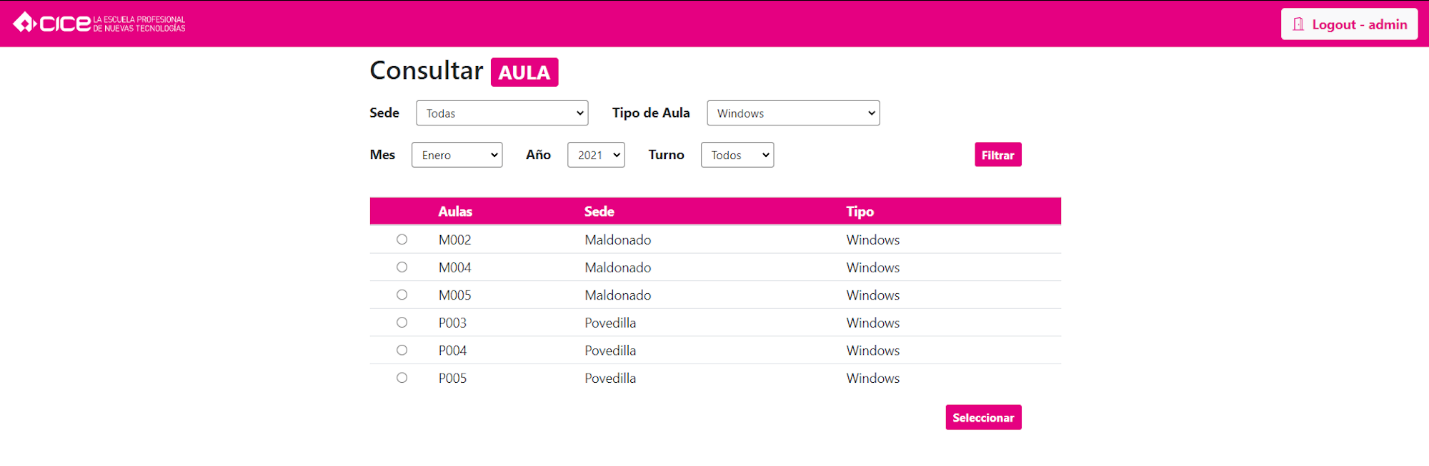 CICE LA ESCUELA PROFESIONAL
DE NUEVAS TECNOLOGÍAS
Logout - admin
Consultar AULA
Sede Todas Tipo de Aula Windows
Mes Enero Año 2021 Turno Todos Filtrar
Aulas Sede Tipo
M002 Maldonado Windows
M004 Maldonado Windows
M005 Maldonado Windows
P003 Povedilla Windows
P004 Povedilla Windows
P005 Povedilla Windows
Seleccionar